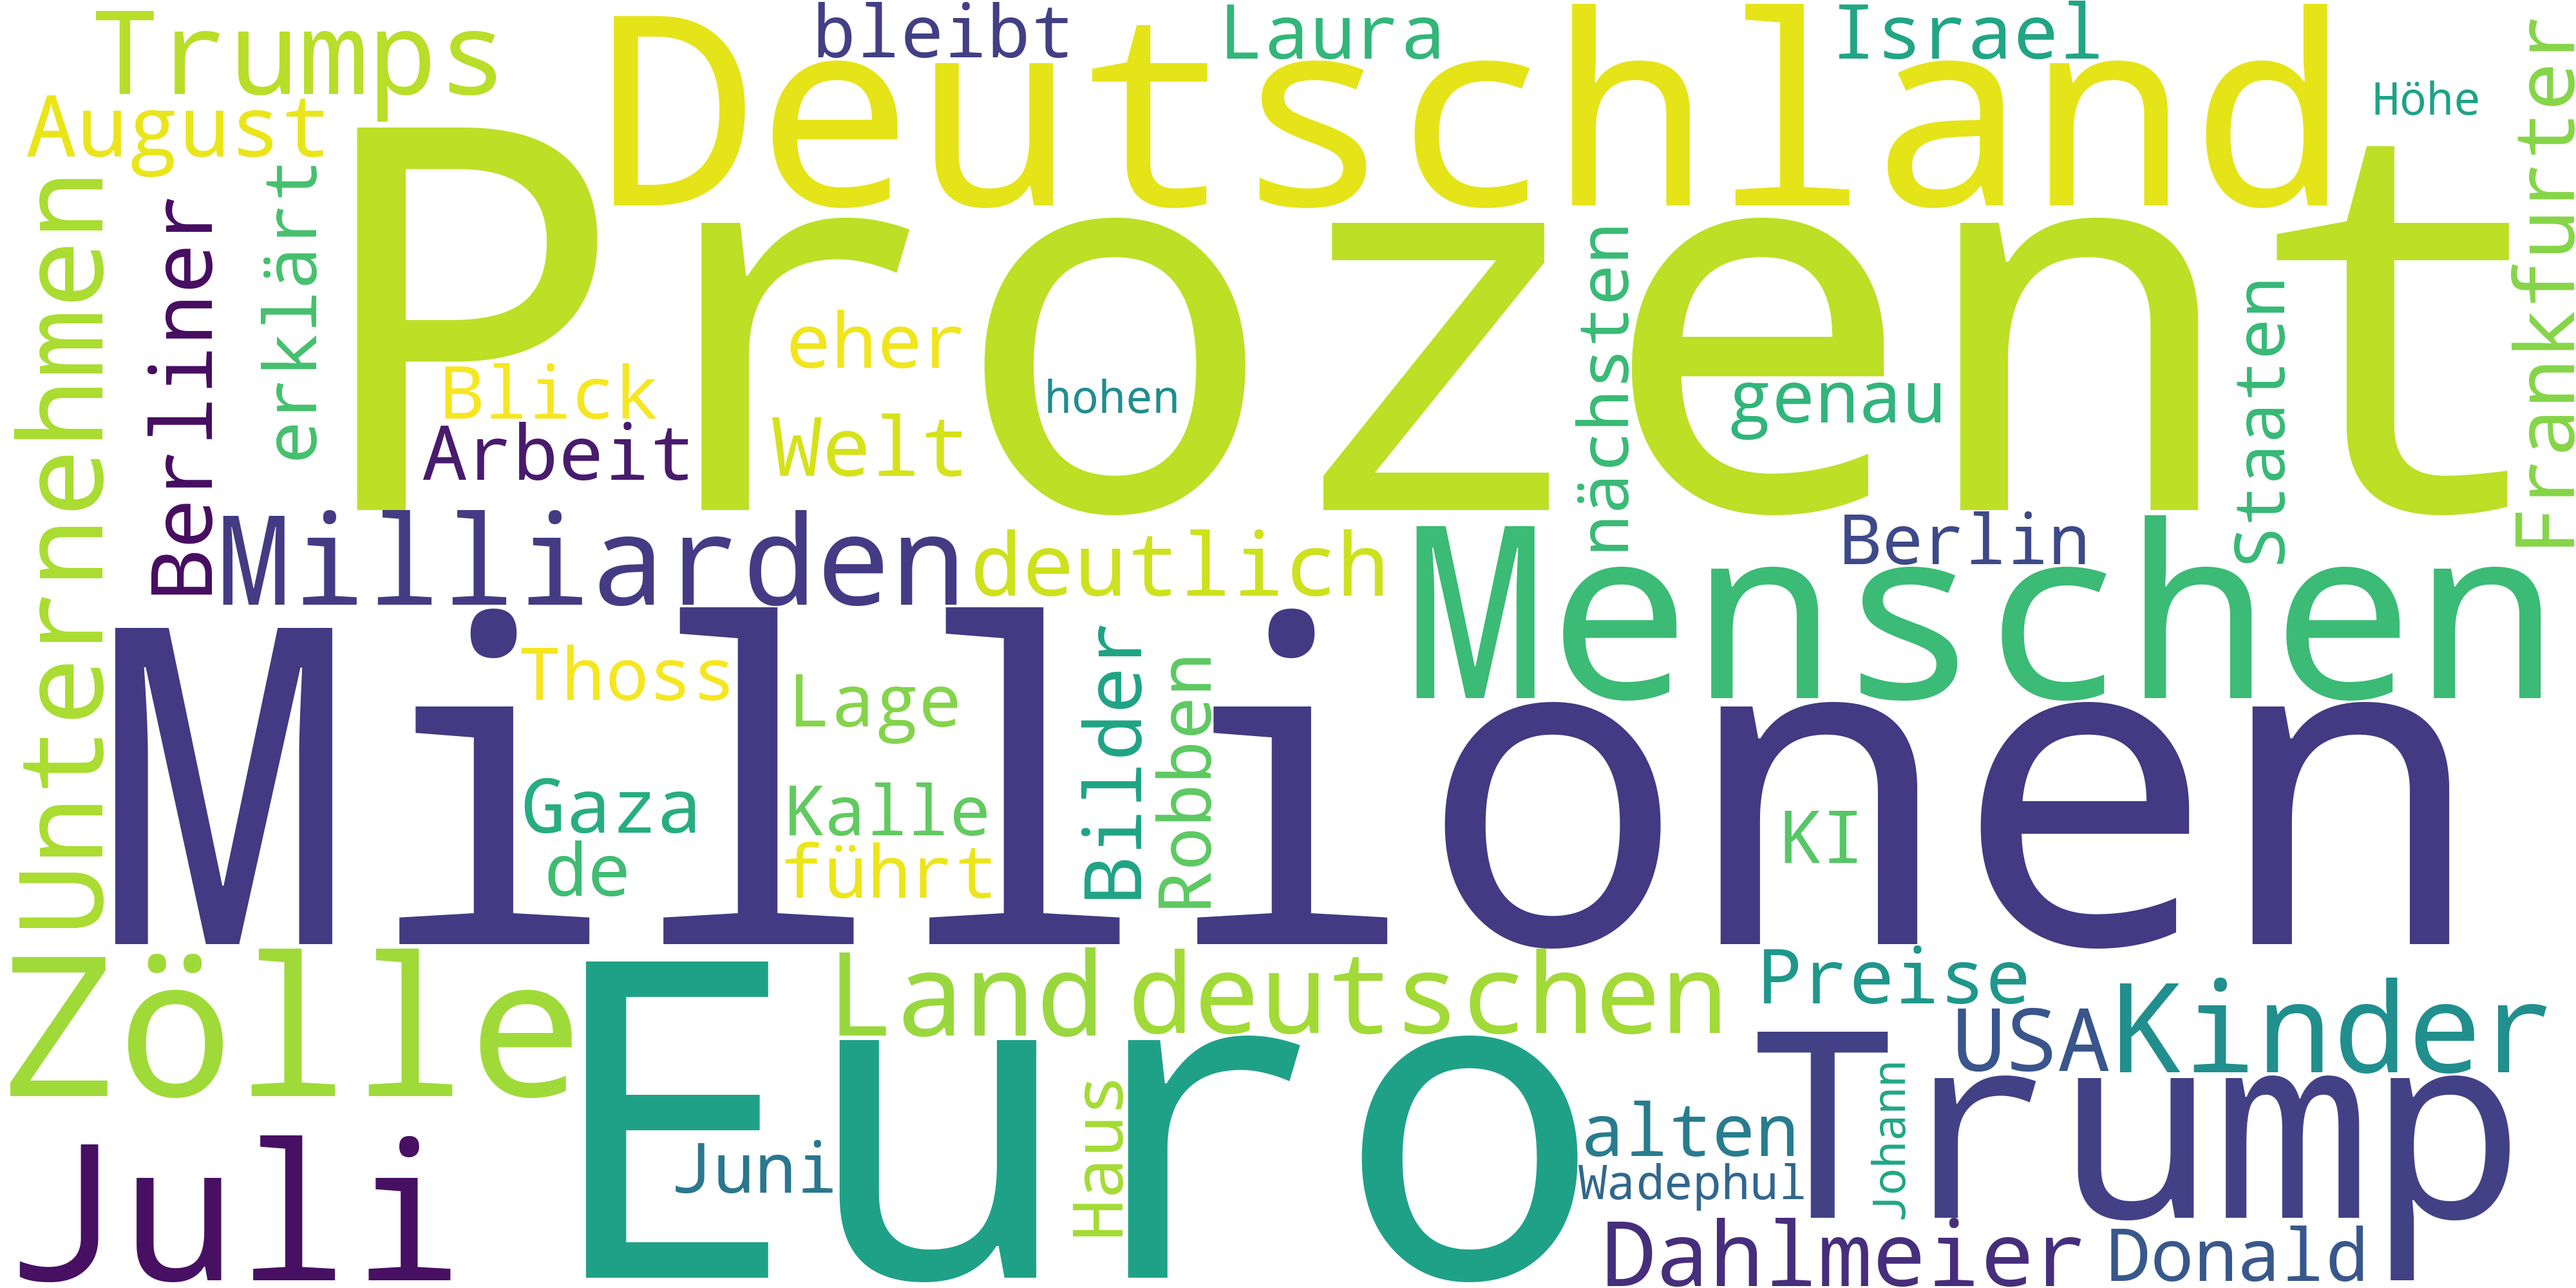 Trumps
bleibt
Laura
Israel
Deutschland
Höhe
August
Frankfurter
Prozent
Unternehmen
Berliner
erklärt
eher
Blick
hohen
genau
nächsten
Staaten
Arbeit
Welt
Milliarden
deutlich
Berlin
Menschen
Millionen
Thoss
Lage
Bilder
Robben
Gaza
Kalle
KI
de
führt
Zölle
Land
deutschen
Preise
USA
Kinder
Euro
Trump
Juli
Juni
Haus
alten
Wadephul
Johann
Dahlmeier
Donald